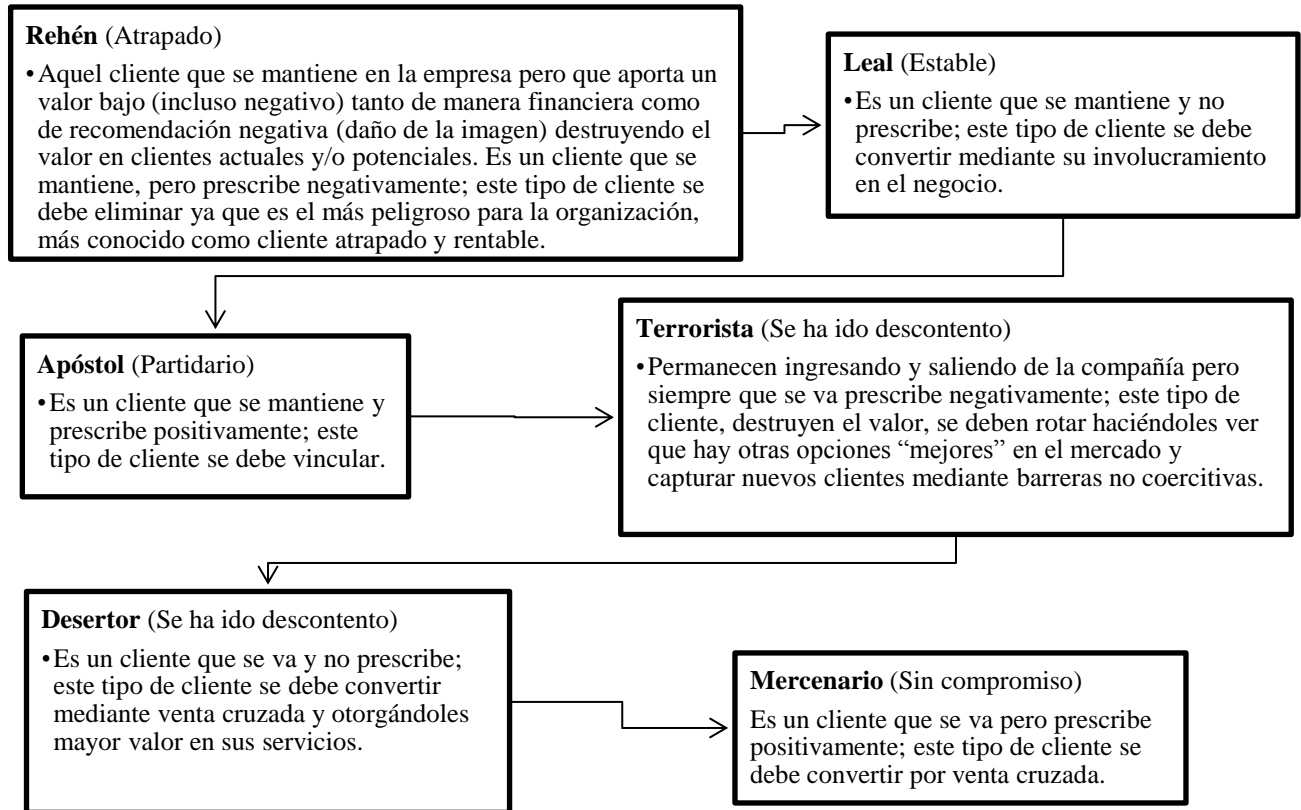 Rehén (Atrapado)
•Aquel cliente que se mantiene en la empresa pero que aporta un
valor bajo (incluso negativo) tanto de manera financiera como
de recomendación negativa (daño de la imagen) destruyendo el
valor en clientes actuales y/o potenciales. Es un cliente que se
mantiene, pero prescribe negativamente; este tipo de cliente se
debe eliminar ya que es el más peligroso para la organización,
más conocido como cliente atrapado y rentable.
Leal (Estable)
•Es un cliente que se mantiene y no
prescribe; este tipo de cliente se debe
convertir mediante su involucramiento
en el negocio.
Apóstol (Partidario)
•Es un cliente que se mantiene y
prescribe positivamente; este
tipo de cliente se debe vincular.
Terrorista (Se ha ido descontento)
•Permanecen ingresando y saliendo de la compañía pero
siempre que se va prescribe negativamente; este tipo de
cliente, destruyen el valor, se deben rotar haciéndoles ver
que hay otras opciones “mejores” en el mercado y
capturar nuevos clientes mediante barreras no coercitivas.
Desertor (Se ha ido descontento)
•Es un cliente que se va y no prescribe;
este tipo de cliente se debe convertir
mediante venta cruzada y otorgándoles
mayor valor en sus servicios.
Mercenario (Sin compromiso)
Es un cliente que se va pero prescribe
positivamente; este tipo de cliente se
debe convertir por venta cruzada.